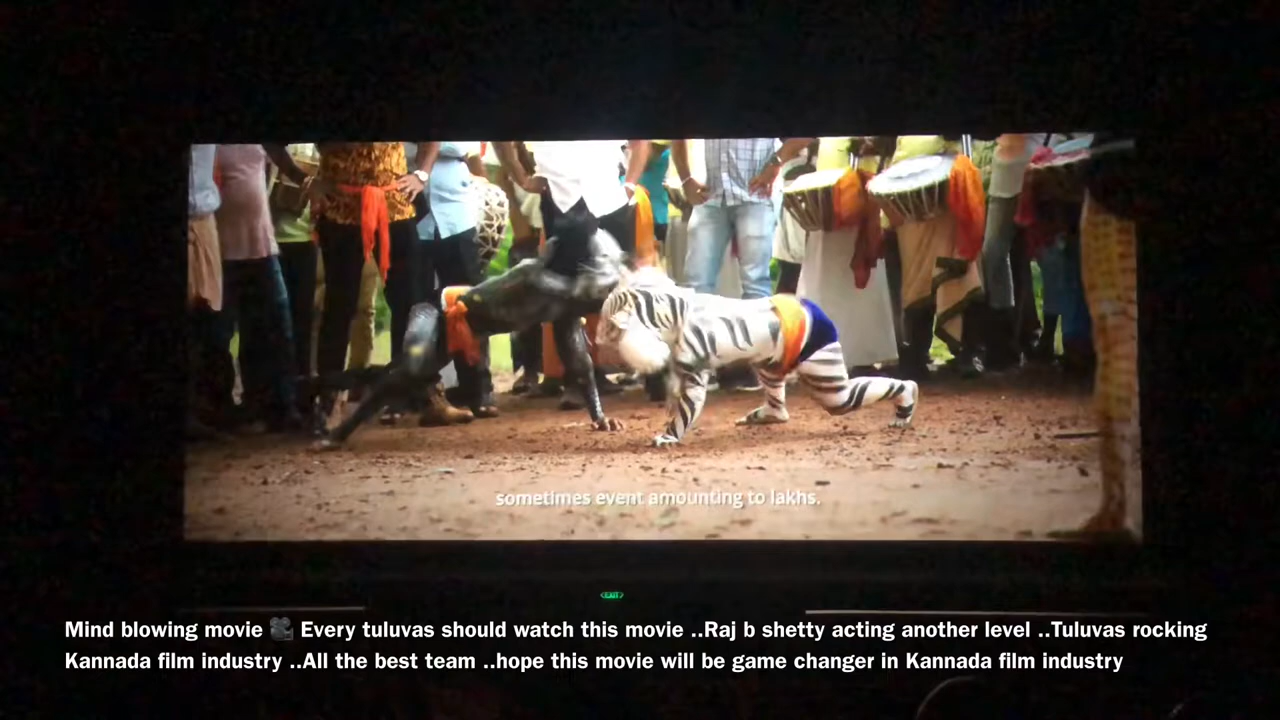 sometimes event amounting to lakhs.
EXIT
Mind blowing movie 🎥 Every tuluvas should watch this movie ..Raj b shetty acting another level ..Tuluvas rocking
Kannada film industry ..All the best team ..hope this movie will be game changer in Kannada film industry